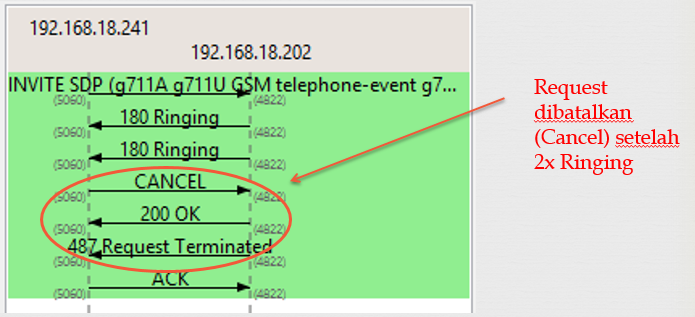 192.168.18.241
192.168.18.202
INVITE SDP (g711A g711U GSM telephone-event g7...
(5060) (4822)
180 Ringing
(5060) (4822)
180 Ringing
(5060) (4822)
CANCEL
(5060) (4822)
200 OK
(5060) (4822)
487 Request Terminated
(5060) (4822)
ACK
(5060) (4822)
Request
dibatalkan
(Cancel) setelah
2x Ringing